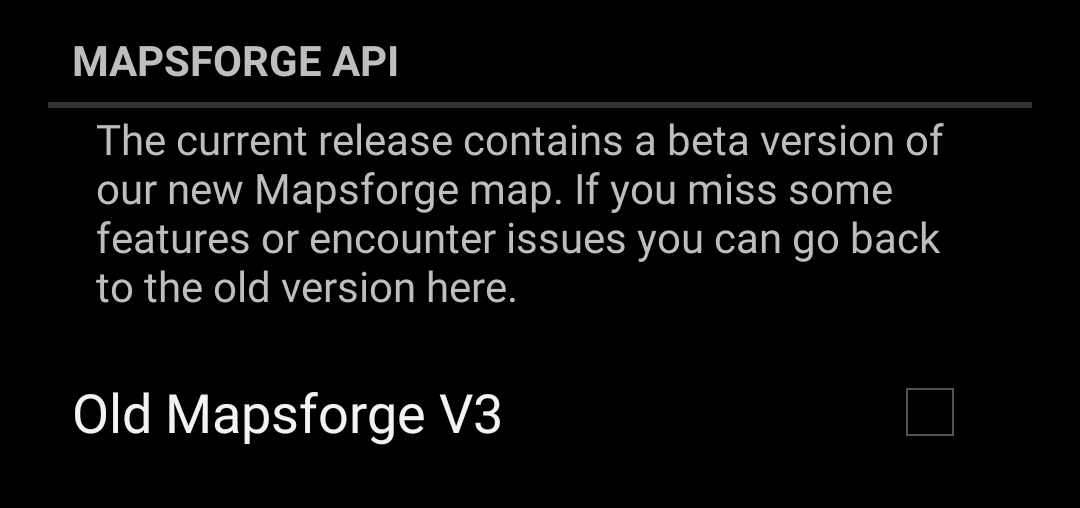 MAPSFORGE API
The current release contains a beta version of
our new Mapsforge map. If you miss some
features or encounter issues you can go back
to the old version here.
Old Mapsforge V3